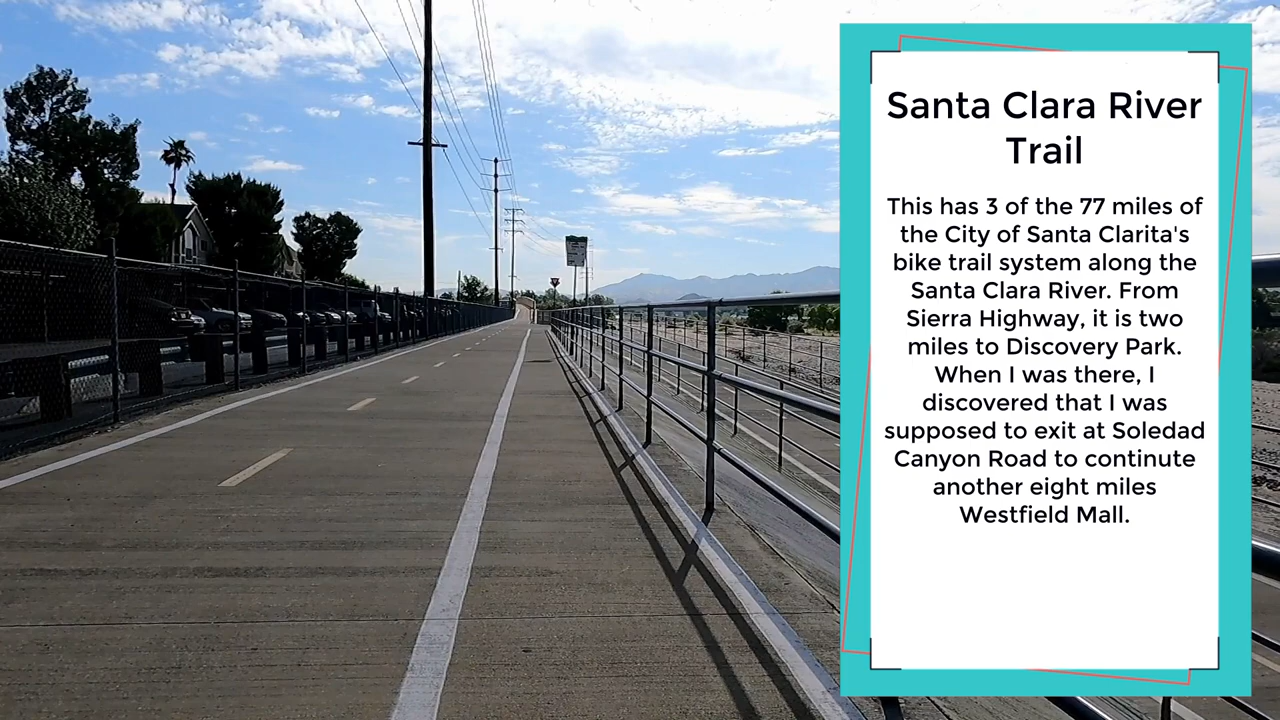 Santa Clara River
Trail
This has 3 of the 77 miles of
the City of Santa Clarita's
bike trail system along the
Santa Clara River. From
Sierra Highway, it is two
miles to Discovery Park.
When I was there, I
discovered that I was
supposed to exit at Soledad
Canyon Road to continute
another eight miles
Westfield Mall.